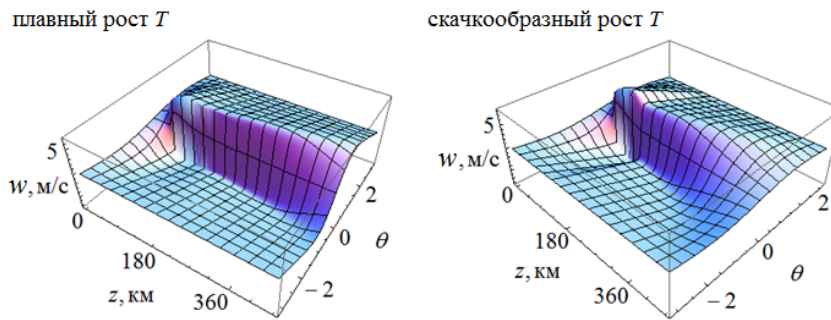 плавный рост T
скачкообразный рост T
5
w, м/с
0
180
z, км
360
2
0
θ
−2
5
w, м/с
0
180
z, км
360
2
0
θ
−2